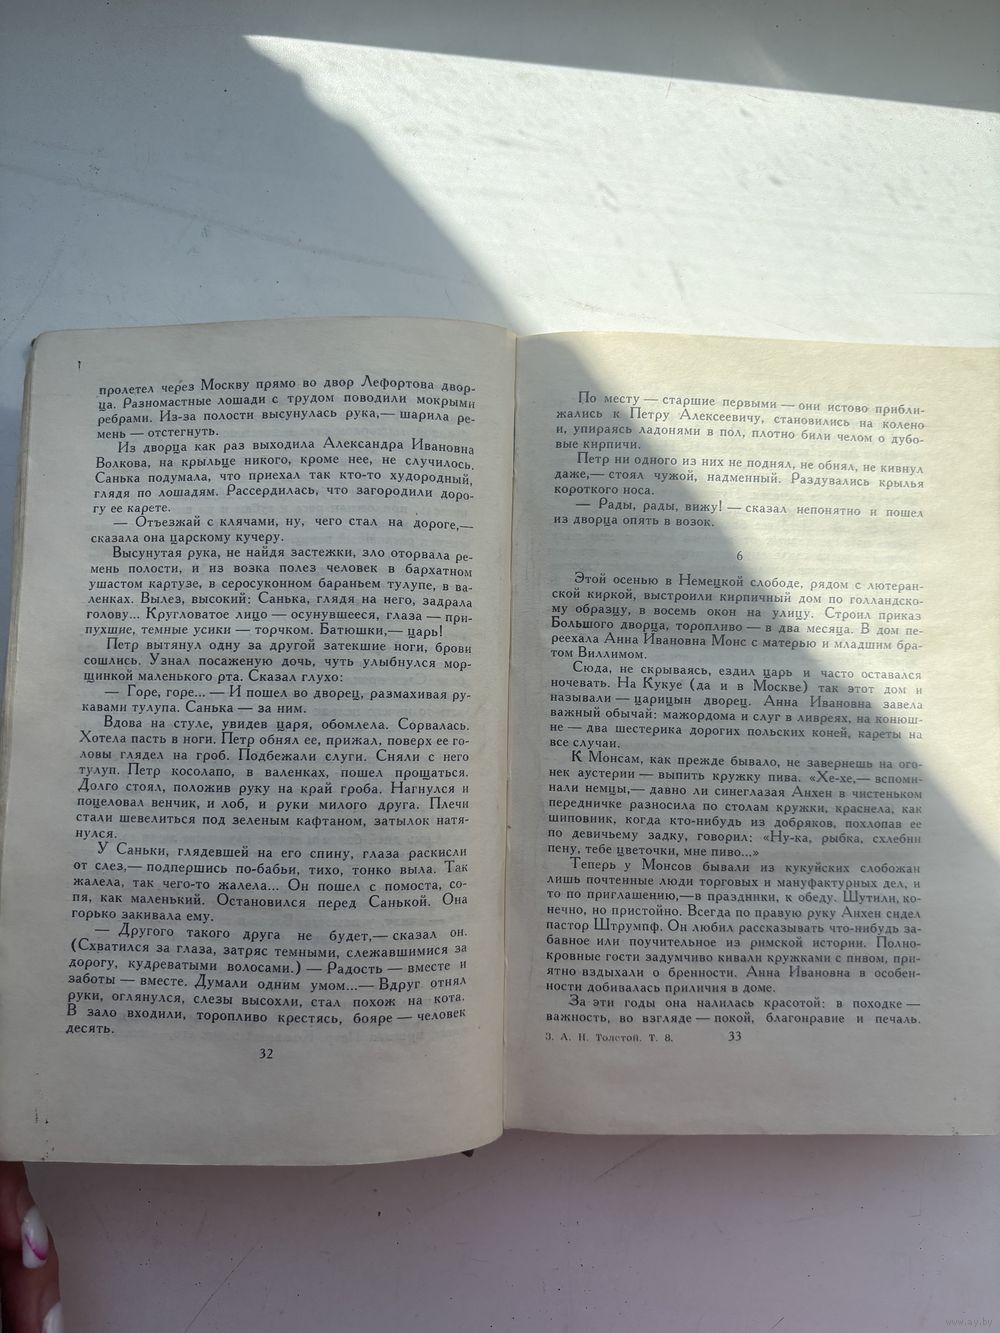 пролетел через Москву прямо во двор Лефортова двор-
ца. Разномастные лошади с трудом поводили мокрыми
ребрами. Из-за полости высунулась рука,— шарила ре-
мень — отстегнуть.
Из дворца как раз выходила Александра Ивановна
Волкова, на крыльце никого, кроме нее, не случилось.
Санька подумала, что приехал так кто-то худородный,
глядя по лошадям. Рассердилась, что загородили доро-
гу ее карете.
— Отъезжай с клячами, ну, чего стал на дороге,—
сказала она царскому кучеру.
Высунутая рука, не найдя застежки, зло оторвала ре-
мень полости, и из возка полез человек в бархатном
ушастом картузе, в серосуконном бараньем тулупе, в ва-
ленках. Вылез, высокий: Санька, глядя на него, задрала
голову... Кругловатое лицо — осунувшееся, глаза — при-
пухшие, темные усики — торчком. Батюшки,— царь!
Петр вытянул одну за другой затекшие ноги, брови
сошлись. Узнал посаженую дочь, чуть улыбнулся мор-
щинкой маленького рта. Сказал глухо:
— Горе, горе... — И пошел во дворец, размахивая ру-
кавами тулупа. Санька — за ним.
Вдова на стуле, увидев царя, обомлела. Сорвалась.
Хотела пасть в ноги. Петр обнял ее, прижал, поверх ее го-
ловы глядел на гроб. Подбежали слуги. Сняли с него
тулуп. Петр косолапо, в валенках, пошел прощаться.
Долго стоял, положив руку на край гроба. Нагнулся и
поцеловал венчик, и лоб, и руки милого друга. Плечи
стали шевелиться под зеленым кафтаном, затылок натя-
нулся.
У Саньки, глядевшей на его спину, глаза раскисли
от слез,— подпершись по-бабьи, тихо, тонко выла. Так
жалела, так чего-то жалела... Он пошел с помоста, со-
пя, как маленький. Остановился перед Санькой. Она
горько закивала ему.
— Другого такого друга не будет,— сказал он.
(Схватился за глаза, затряс темными, слежавшимися за
дорогу, кудреватыми волосами.) — Радость — вместе и
заботы — вместе. Думали одним умом...— Вдруг отнял
руки, оглянулся, слезы высохли, стал похож на кота.
В зало входили, торопливо крестясь, бояре — человек
десять.
32
По месту — старшие первыми — они истово прибли-
жались к Петру Алексеевичу, становились на колено
и, упираясь ладонями в пол, плотно били челом о дубо-
вые кирпичи.
Петр ни одного из них не поднял, не обнял, не кивнул
даже,— стоял чужой, надменный. Раздувались крылья
короткого носа.
— Рады, рады, вижу! — сказал непонятно и пошел
из дворца опять в возок.
6
Этой осенью в Немецкой слободе, рядом с лютеран-
ской киркой, выстроили кирпичный дом по голландско-
му образцу, в восемь окон на улицу. Строил приказ
Большого дворца, торопливо — в два месяца. В дом пе-
реехала Анна Ивановна Монс с матерью и младшим бра-
том Виллимом.
Сюда, не скрываясь, ездил царь и часто оставался
ночевать. На Кукуе (да и в Москве) так этот дом и
называли — царицын дворец. Анна Ивановна завела
важный обычай: мажордома и слуг в ливреях, на конюш-
не — два шестерика дорогих польских коней, кареты на
все случаи.
К Монсам, как прежде бывало, не завернешь на ого-
нек аустерии — выпить кружку пива. «Хе-хе,— вспоми-
нали немцы,— давно ли синеглазая Анхен в чистеньком
передничке разносила по столам кружки, краснела, как
шиповник, когда кто-нибудь из добряков, похлопав ее
по девичьему задку, говорил: «Ну-ка, рыбка, схлебни
пену, тебе цветочки, мне пиво...»
Теперь у Монсов бывали из кукуйских слобожан
лишь почтенные люди торговых и мануфактурных дел, и
то по приглашению,—в праздники, к обеду. Шутили, ко-
нечно, но пристойно. Всегда по правую руку Анхен сидел
пастор Штрумпф. Он любил рассказывать что-нибудь за-
бавное или поучительное из римской истории. Полно-
кровные гости задумчиво кивали кружками с пивом, при-
ятно вздыхали о бренности. Анна Ивановна в особен-
ности добивалась приличия в доме.
За эти годы она налилась красотой: в походке —
важность, во взгляде — покой, благонравие и печаль.
3. А. Н. Толстой. Т. 8.
33
www.ay.by